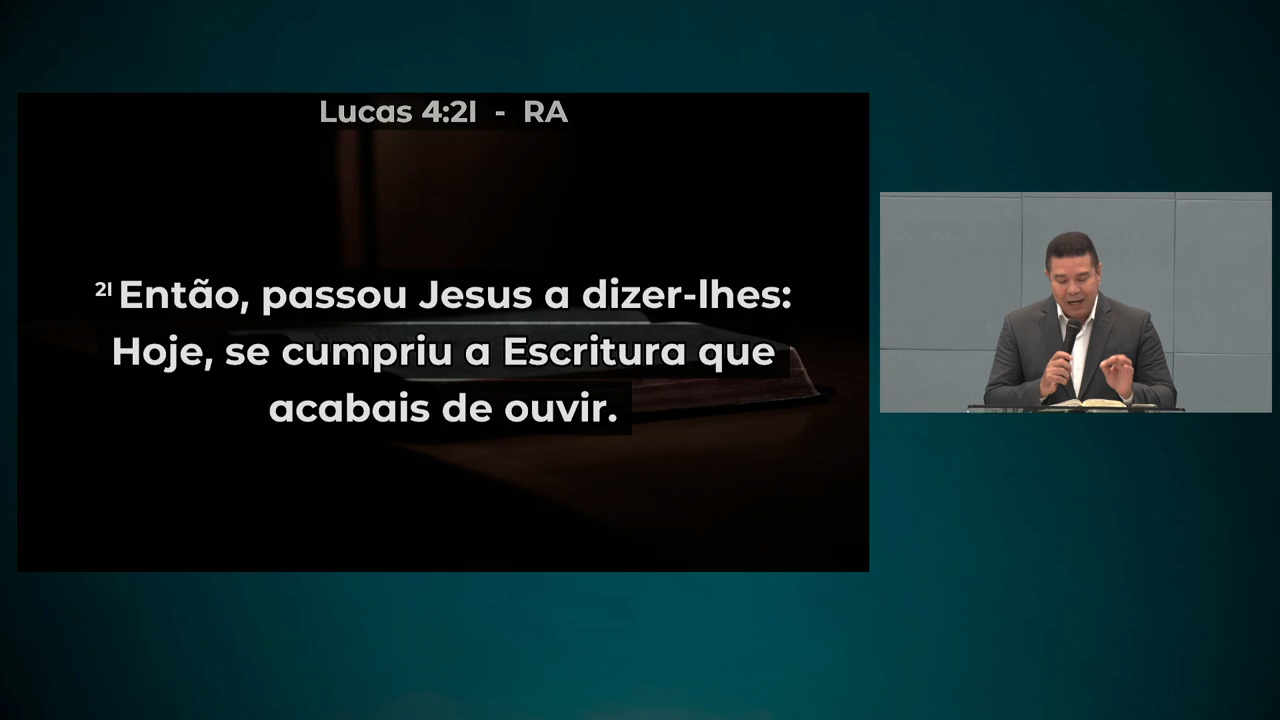 Lucas 4:21 - RA
21 Então, passou Jesus a dizer-lhes:
Hoje, se cumpriu a Escritura que
acabais de ouvir.